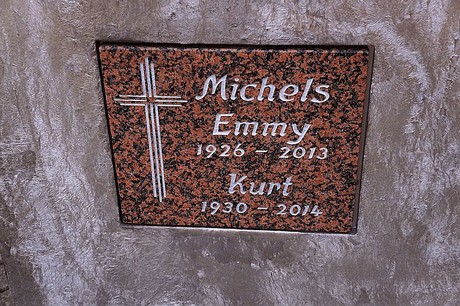 Michels
Emmy
1926 – 2013
Kurt
1930 – 2014